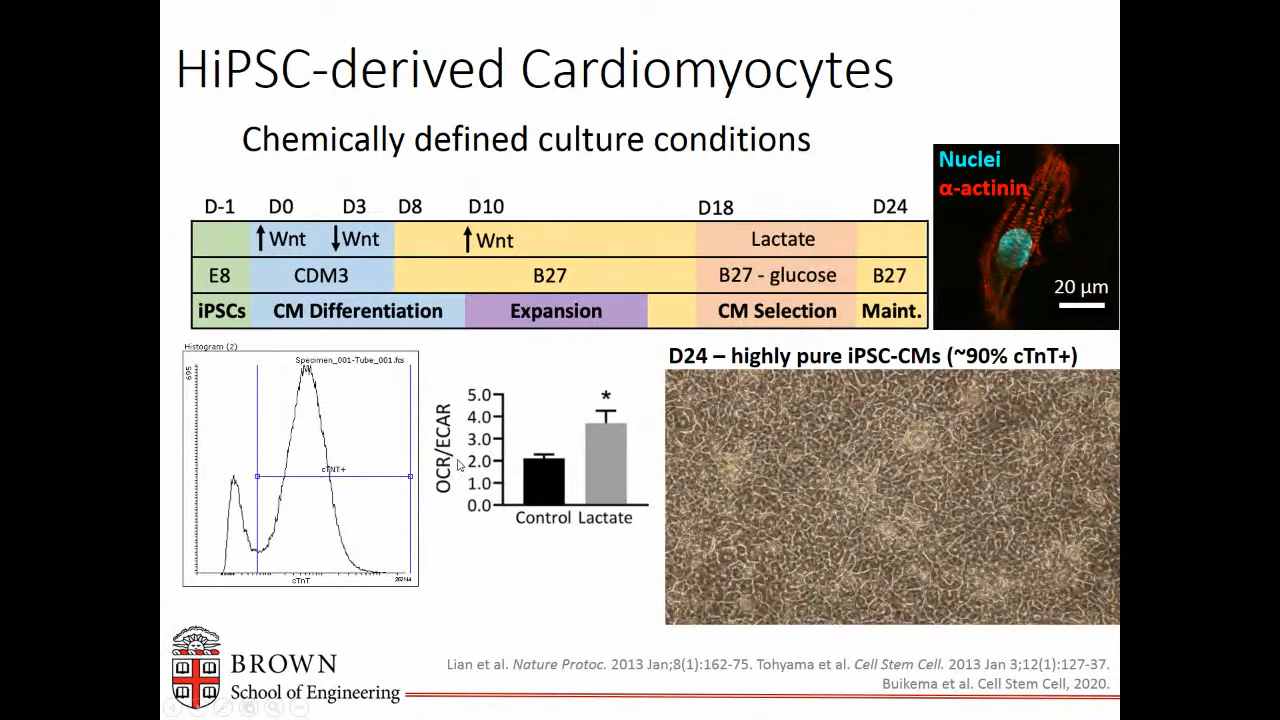 HiPSC-derived Cardiomyocytes
Chemically defined culture conditions
Nuclei
α-actinin
20 µm
D-1 D0 D3 D8 D10 D18 D24
↑Wnt ↓Wnt ↑Wnt Lactate
E8 CDM3 B27 B27 - glucose B27
iPSCs CM Differentiation Expansion CM Selection Maint.
Histogram (2)
Specimen_001-Tube_001.fcs
695
cTNT+
cTnT
262144
OCR/ECAR
5.0
4.0
3.0
2.0
1.0
0.0
*
Control Lactate
D24 – highly pure iPSC-CMs (~90% cTnT+)
BROWN
School of Engineering
Lian et al. Nature Protoc. 2013 Jan;8(1):162-75. Tohyama et al. Cell Stem Cell. 2013 Jan 3;12(1):127-37.
Buikema et al. Cell Stem Cell, 2020.